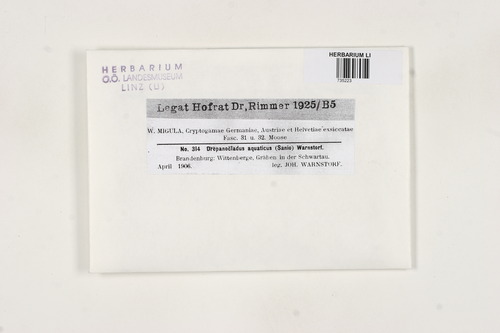 HERBARIUM LI
HERBARIUM
O.Ö. LANDESMUSEUM
LINZ (U)
Legat Hofrat Dr, Rimmer 1925/B5
W. MIGULA, Cryptogamae Germaniae, Austriae et Helvetiae exsiccatae
Fasc. 31 u. 32. Moose
No. 314 Drepanocladus aquaticus (Sanio) Warnstorf.
Brandenburg: Wittenberge, Gräben in der Schwartau.
April 1906. leg. JOH. WARNSTORF.